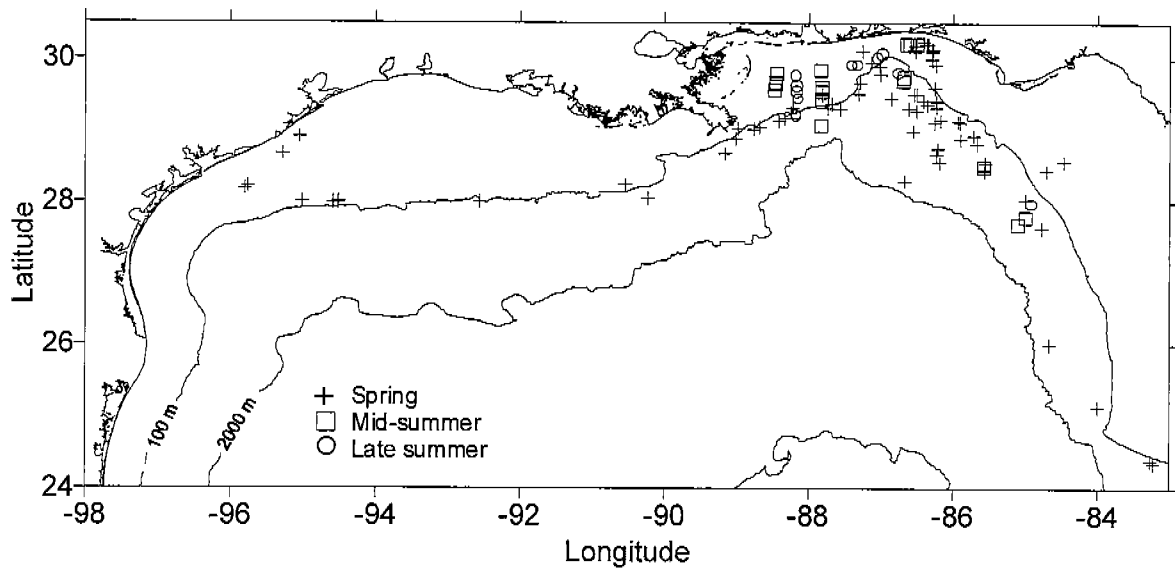 30
28
26
24
Latitude
100 m
2000 m
+ Spring
□ Mid-summer
○ Late summer
-98 -96 -94 -92 -90 -88 -86 -84
Longitude